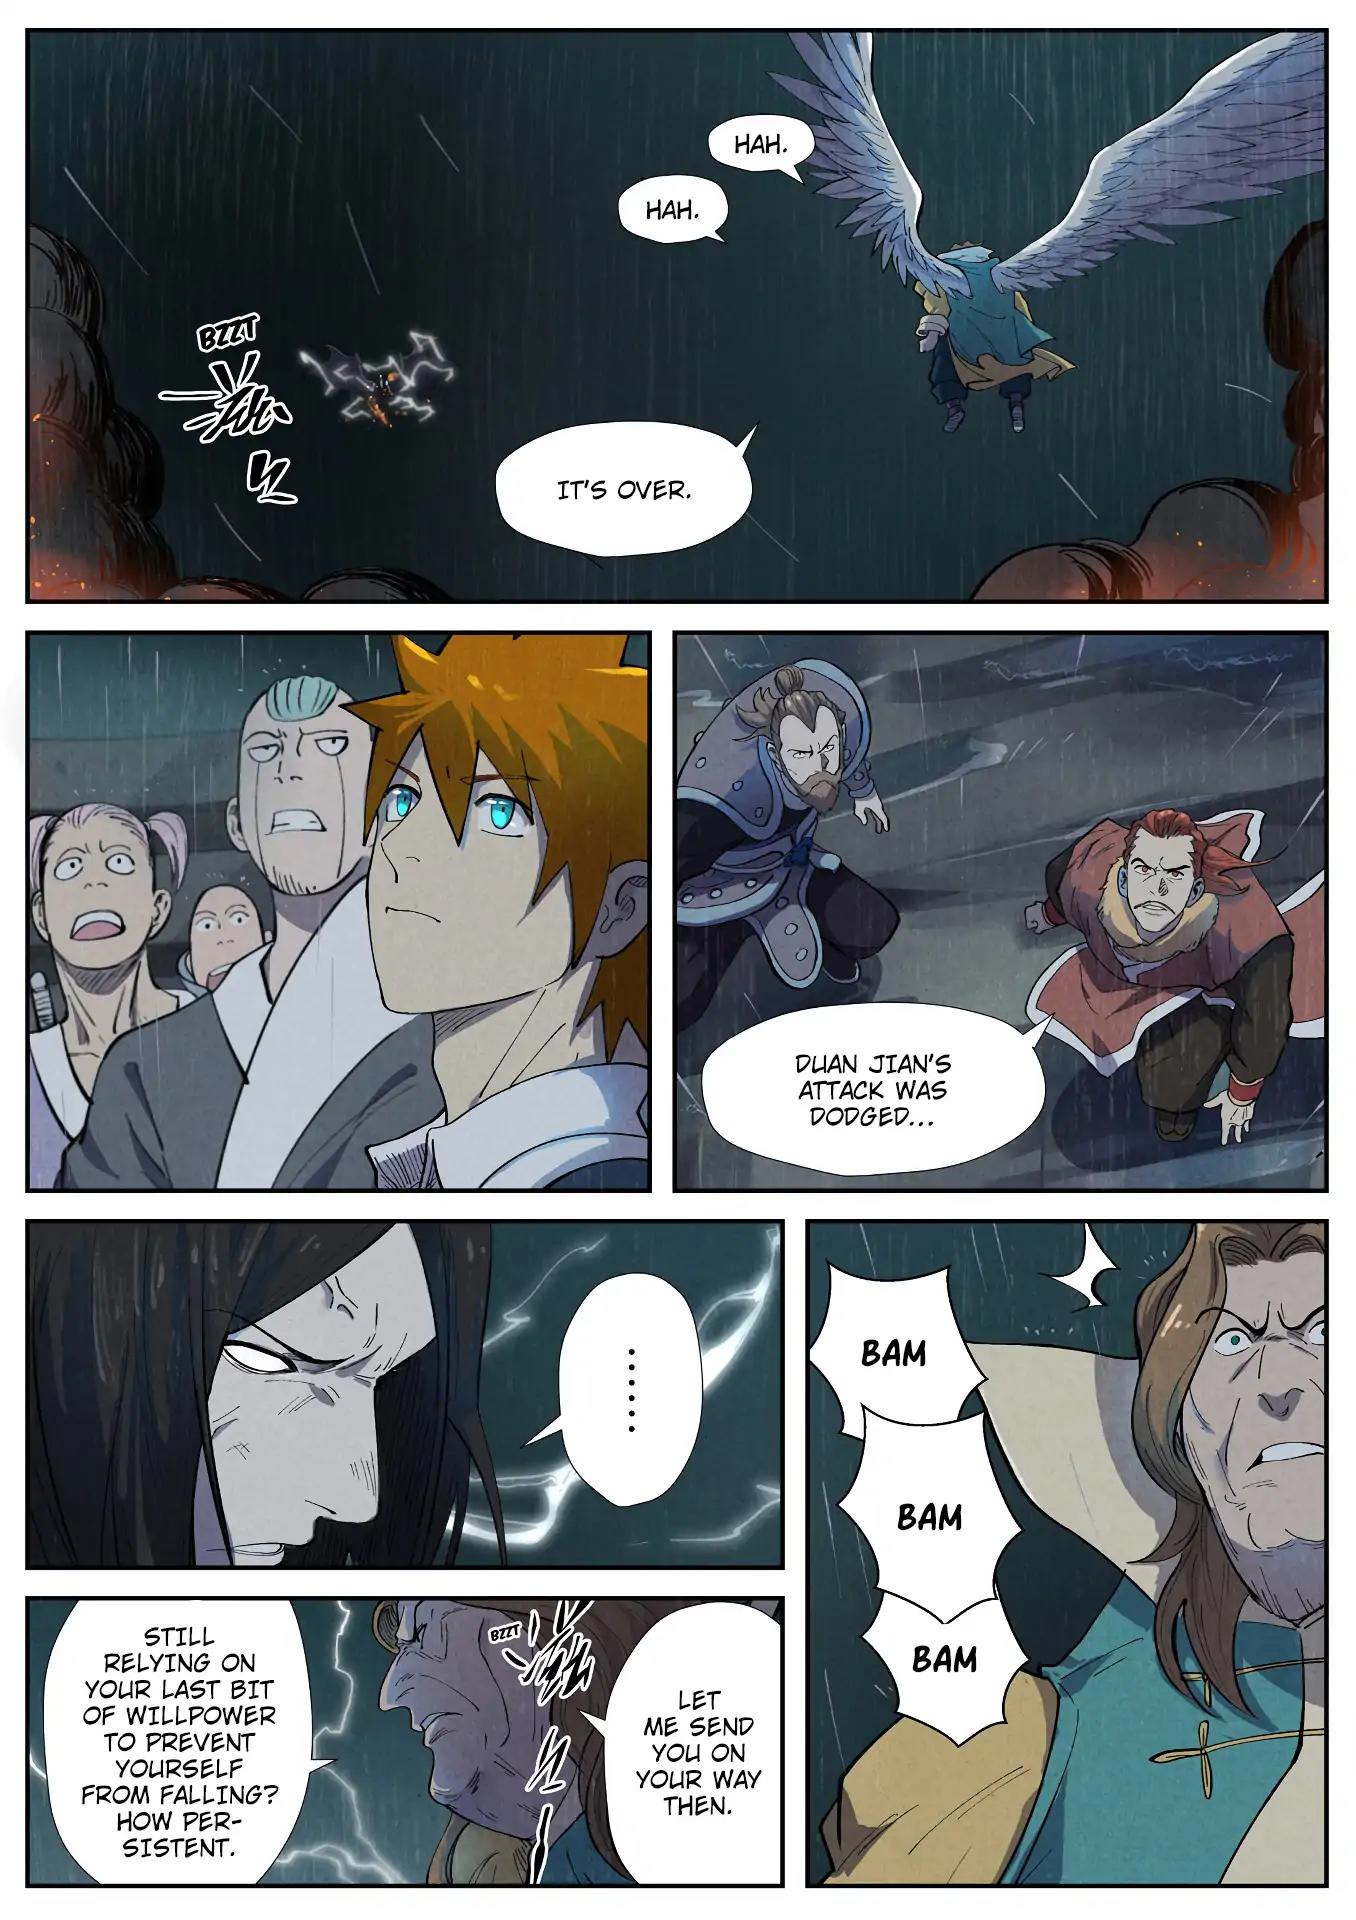 HAH.
HAH.
BZZT
IT'S OVER.
DUAN JIAN'S
ATTACK WAS
DODGED...
......
BAM
BAM
BAM
STILL
RELYING ON
YOUR LAST BIT
OF WILLPOWER
TO PREVENT
YOURSELF
FROM FALLING?
HOW PER-
SISTENT.
BZZT
LET
ME SEND
YOU ON
YOUR WAY
THEN.